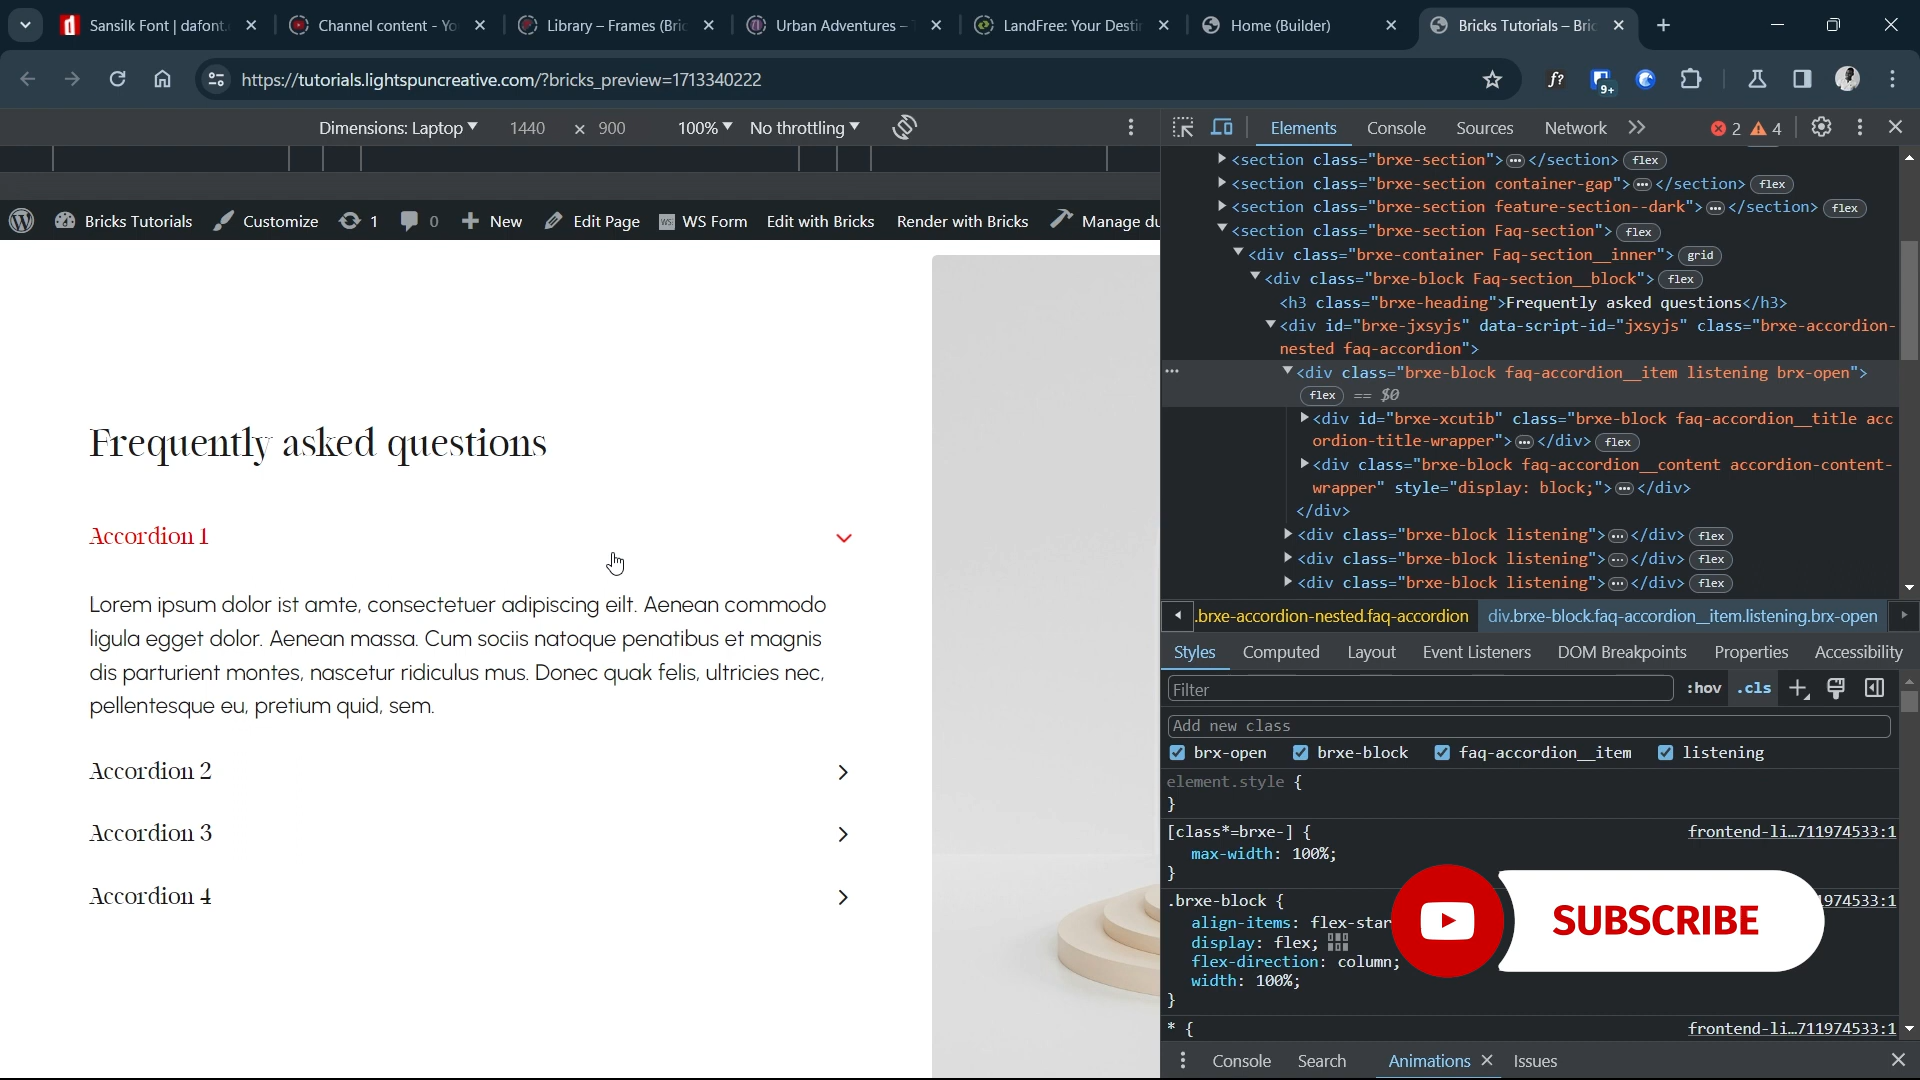 Sansilk Font | dafont.
Channel content - Yo
Library – Frames (Bric
Urban Adventures –
LandFree: Your Destin
Home (Builder)
Bricks Tutorials – Bric
https://tutorials.lightspuncreative.com/?bricks_preview=1713340222
f?
9+
Dimensions: Laptop
1440
×
900
100%
No throttling
Elements
Console
Sources
Network
2
4
Bricks Tutorials
Customize
1
0
New
Edit Page
WS Form
Edit with Bricks
Render with Bricks
Manage du
Frequently asked questions
Accordion 1
Lorem ipsum dolor ist amte, consectetuer adipiscing eilt. Aenean commodo
ligula egget dolor. Aenean massa. Cum sociis natoque penatibus et magnis
dis parturient montes, nascetur ridiculus mus. Donec quak felis, ultricies nec,
pellentesque eu, pretium quid, sem.
Accordion 2
Accordion 3
Accordion 4
<section class="brxe-section">…</section> flex
<section class="brxe-section container-gap">…</section> flex
<section class="brxe-section feature-section--dark">…</section> flex
<section class="brxe-section Faq-section"> flex
<div class="brxe-container Faq-section__inner"> grid
<div class="brxe-block Faq-section__block"> flex
<h3 class="brxe-heading">Frequently asked questions</h3>
<div id="brxe-jxsyjs" data-script-id="jxsyjs" class="brxe-accordion-
nested faq-accordion">
<div class="brxe-block faq-accordion__item listening brx-open">
flex == $0
<div id="brxe-xcutib" class="brxe-block faq-accordion__title acc
ordion-title-wrapper">…</div> flex
<div class="brxe-block faq-accordion__content accordion-content-
wrapper" style="display: block;">…</div>
</div>
<div class="brxe-block listening">…</div> flex
<div class="brxe-block listening">…</div> flex
<div class="brxe-block listening">…</div> flex
.brxe-accordion-nested.faq-accordion
div.brxe-block.faq-accordion__item.listening.brx-open
Styles
Computed
Layout
Event Listeners
DOM Breakpoints
Properties
Accessibility
Filter
:hov
.cls
Add new class
brx-open
brxe-block
faq-accordion__item
listening
element.style {
}
[class*=brxe-] { frontend-li…711974533:1
max-width: 100%;
}
.brxe-block { 974533:1
align-items: flex-star
display: flex;
flex-direction: column;
width: 100%;
}
* { frontend-li…711974533:1
SUBSCRIBE
Console
Search
Animations
Issues